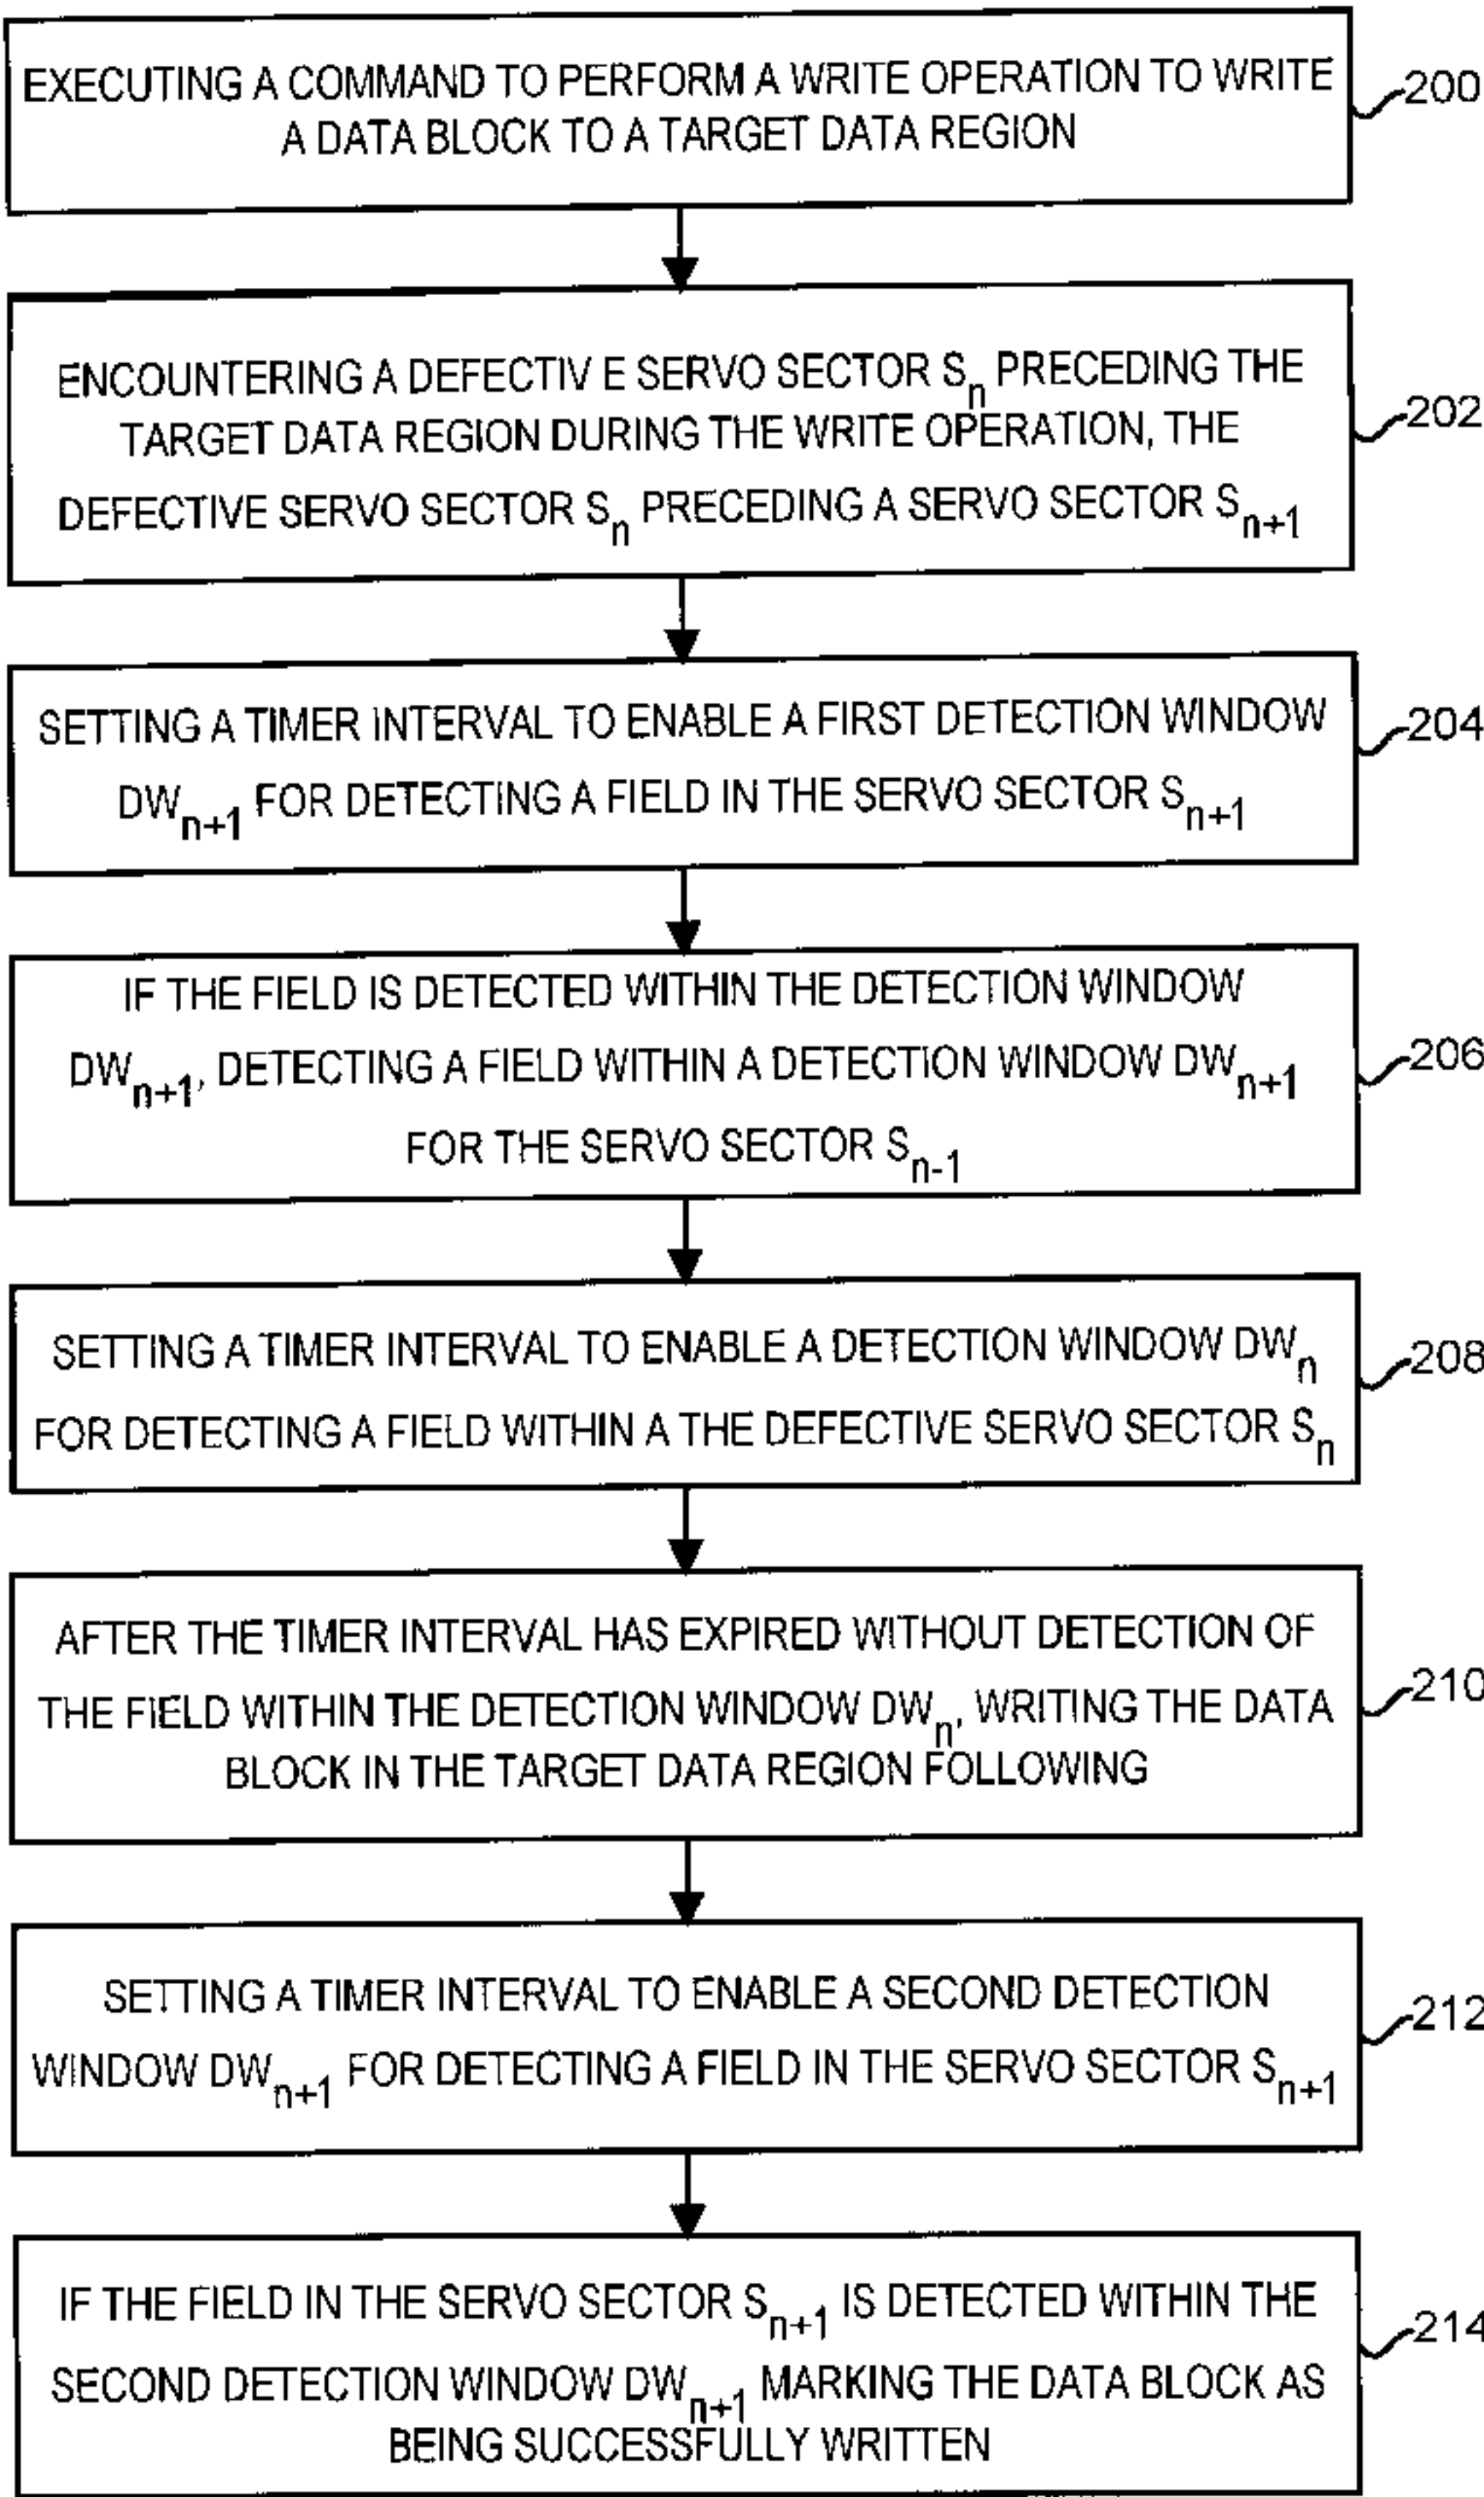 EXECUTING A COMMAND TO PERFORM A WRITE OPERATION TO WRITE
A DATA BLOCK TO A TARGET DATA REGION
200
ENCOUNTERING A DEFECTIV E SERVO SECTOR Sn PRECEDING THE
TARGET DATA REGION DURING THE WRITE OPERATION, THE
DEFECTIVE SERVO SECTOR Sn PRECEDING A SERVO SECTOR Sn+1
202
SETTING A TIMER INTERVAL TO ENABLE A FIRST DETECTION WINDOW
DWn+1 FOR DETECTING A FIELD IN THE SERVO SECTOR Sn+1
204
IF THE FIELD IS DETECTED WITHIN THE DETECTION WINDOW
DWn+1, DETECTING A FIELD WITHIN A DETECTION WINDOW DWn+1
FOR THE SERVO SECTOR Sn-1
206
SETTING A TIMER INTERVAL TO ENABLE A DETECTION WINDOW DWn
FOR DETECTING A FIELD WITHIN A THE DEFECTIVE SERVO SECTOR Sn
208
AFTER THE TIMER INTERVAL HAS EXPIRED WITHOUT DETECTION OF
THE FIELD WITHIN THE DETECTION WINDOW DWn, WRITING THE DATA
BLOCK IN THE TARGET DATA REGION FOLLOWING
210
SETTING A TIMER INTERVAL TO ENABLE A SECOND DETECTION
WINDOW DWn+1 FOR DETECTING A FIELD IN THE SERVO SECTOR Sn+1
212
IF THE FIELD IN THE SERVO SECTOR Sn+1 IS DETECTED WITHIN THE
SECOND DETECTION WINDOW DWn+1 MARKING THE DATA BLOCK AS
BEING SUCCESSFULLY WRITTEN
214